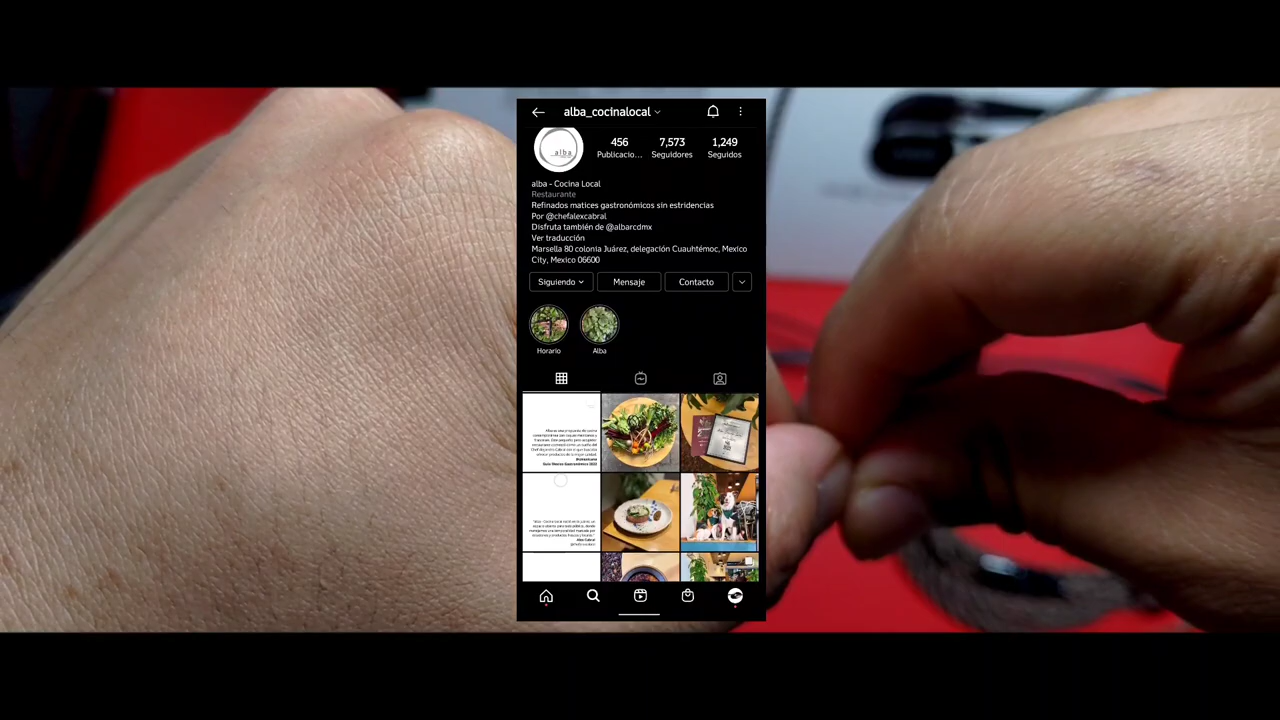 alba_cocinalocal
alba
456
7,573
1,249
Publicacio...
Seguidores
Seguidos
alba - Cocina Local
Restaurante
Refinados matices gastronómicos sin estridencias
Por @chefalexcabral
Disfruta también de @albarcdmx
Ver traducción
Marsella 80 colonia Juárez, delegación Cuauhtémoc, Mexico
City, Mexico 06600
Siguiendo
Mensaje
Contacto
Horario
Alba